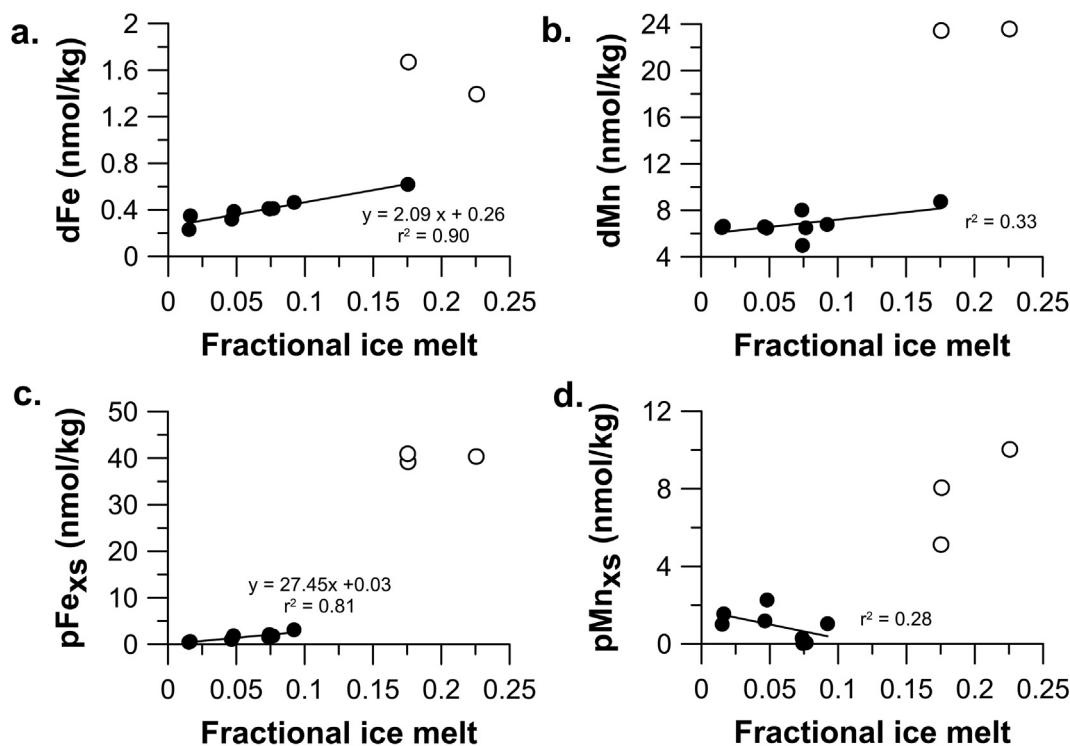 a.
dFe (nmol/kg)
2
1.6
1.2
0.8
0.4
0
y = 2.09 x + 0.26
r² = 0.90
0 0.05 0.1 0.15 0.2 0.25
Fractional ice melt
b.
dMn (nmol/kg)
24
20
16
12
8
4
r² = 0.33
0 0.05 0.1 0.15 0.2 0.25
Fractional ice melt
c.
pFexs (nmol/kg)
50
40
30
20
10
0
y = 27.45x +0.03
r² = 0.81
0 0.05 0.1 0.15 0.2 0.25
Fractional ice melt
d.
pMnxs (nmol/kg)
12
8
4
0
r² = 0.28
0 0.05 0.1 0.15 0.2 0.25
Fractional ice melt